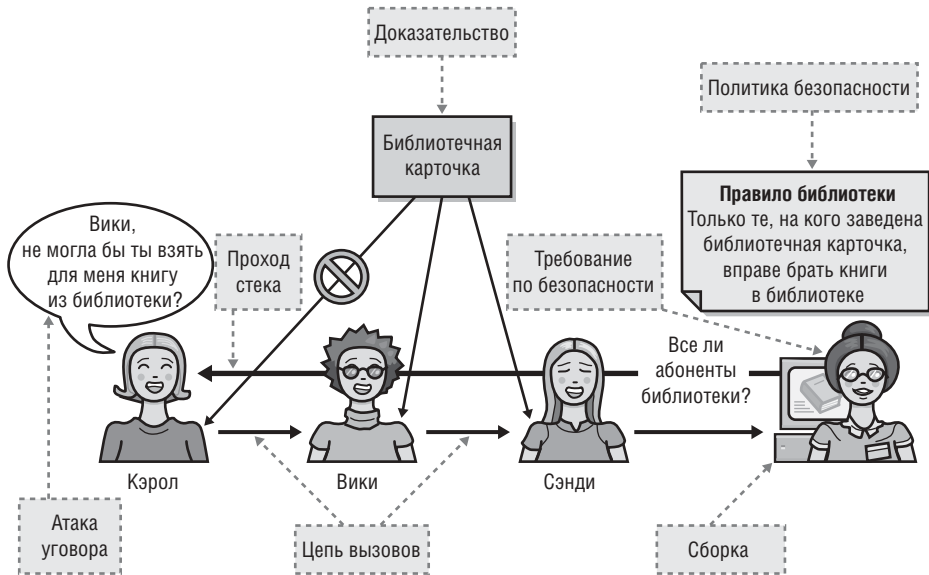 Доказательство
Политика безопасности
Библиотечная
карточка
Правило библиотеки
Только те, на кого заведена
библиотечная карточка,
вправе брать книги
в библиотеке
Вики,
не могла бы ты взять
для меня книгу
из библиотеки?
Проход
стека
Требование
по безопасности
Все ли
абоненты
библиотеки?
Кэрол
Вики
Сэнди
Атака
уговора
Цепь вызовов
Сборка